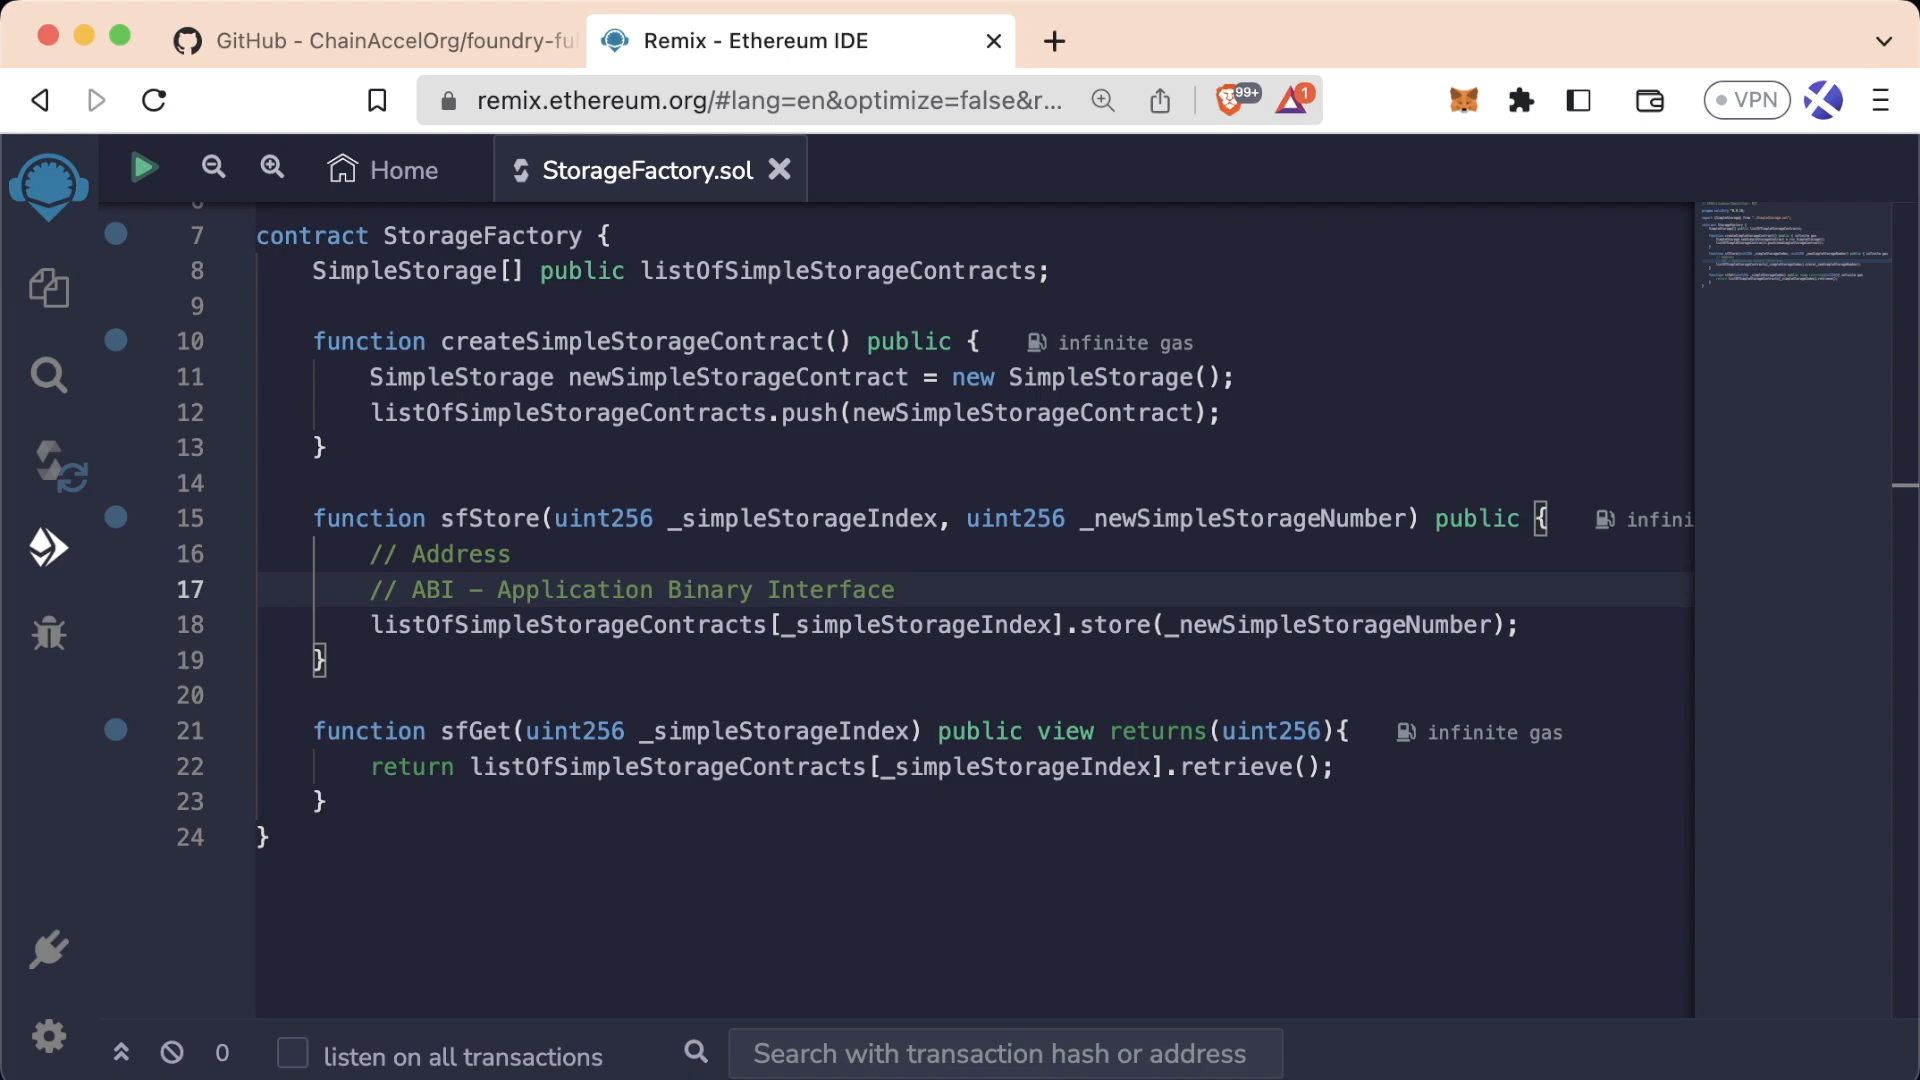 GitHub - ChainAccelOrg/foundry-ful
Remix - Ethereum IDE
remix.ethereum.org/#lang=en&optimize=false&r...
99+
1
VPN
Home
StorageFactory.sol
6
7 contract StorageFactory {
8 SimpleStorage[] public listOfSimpleStorageContracts;
9
10 function createSimpleStorageContract() public { infinite gas
11 SimpleStorage newSimpleStorageContract = new SimpleStorage();
12 listOfSimpleStorageContracts.push(newSimpleStorageContract);
13 }
14
15 function sfStore(uint256 _simpleStorageIndex, uint256 _newSimpleStorageNumber) public { infini
16 // Address
17 // ABI – Application Binary Interface
18 listOfSimpleStorageContracts[_simpleStorageIndex].store(_newSimpleStorageNumber);
19 }
20
21 function sfGet(uint256 _simpleStorageIndex) public view returns(uint256){ infinite gas
22 return listOfSimpleStorageContracts[_simpleStorageIndex].retrieve();
23 }
24 }
0
listen on all transactions
Search with transaction hash or address